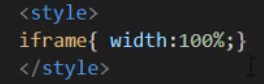 <style>
iframe{ width:100%;}
</style>